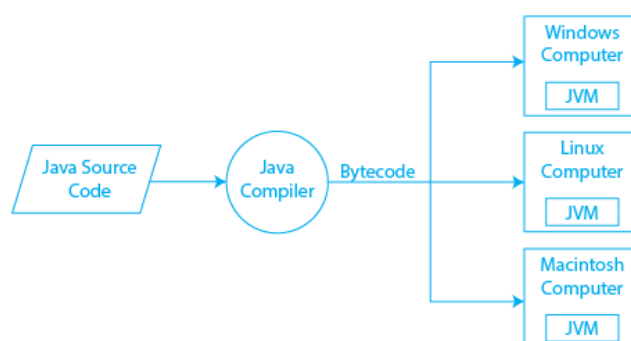 Java Source
Code
Java
Compiler
Bytecode
Windows
Computer
JVM
Linux
Computer
JVM
Macintosh
Computer
JVM